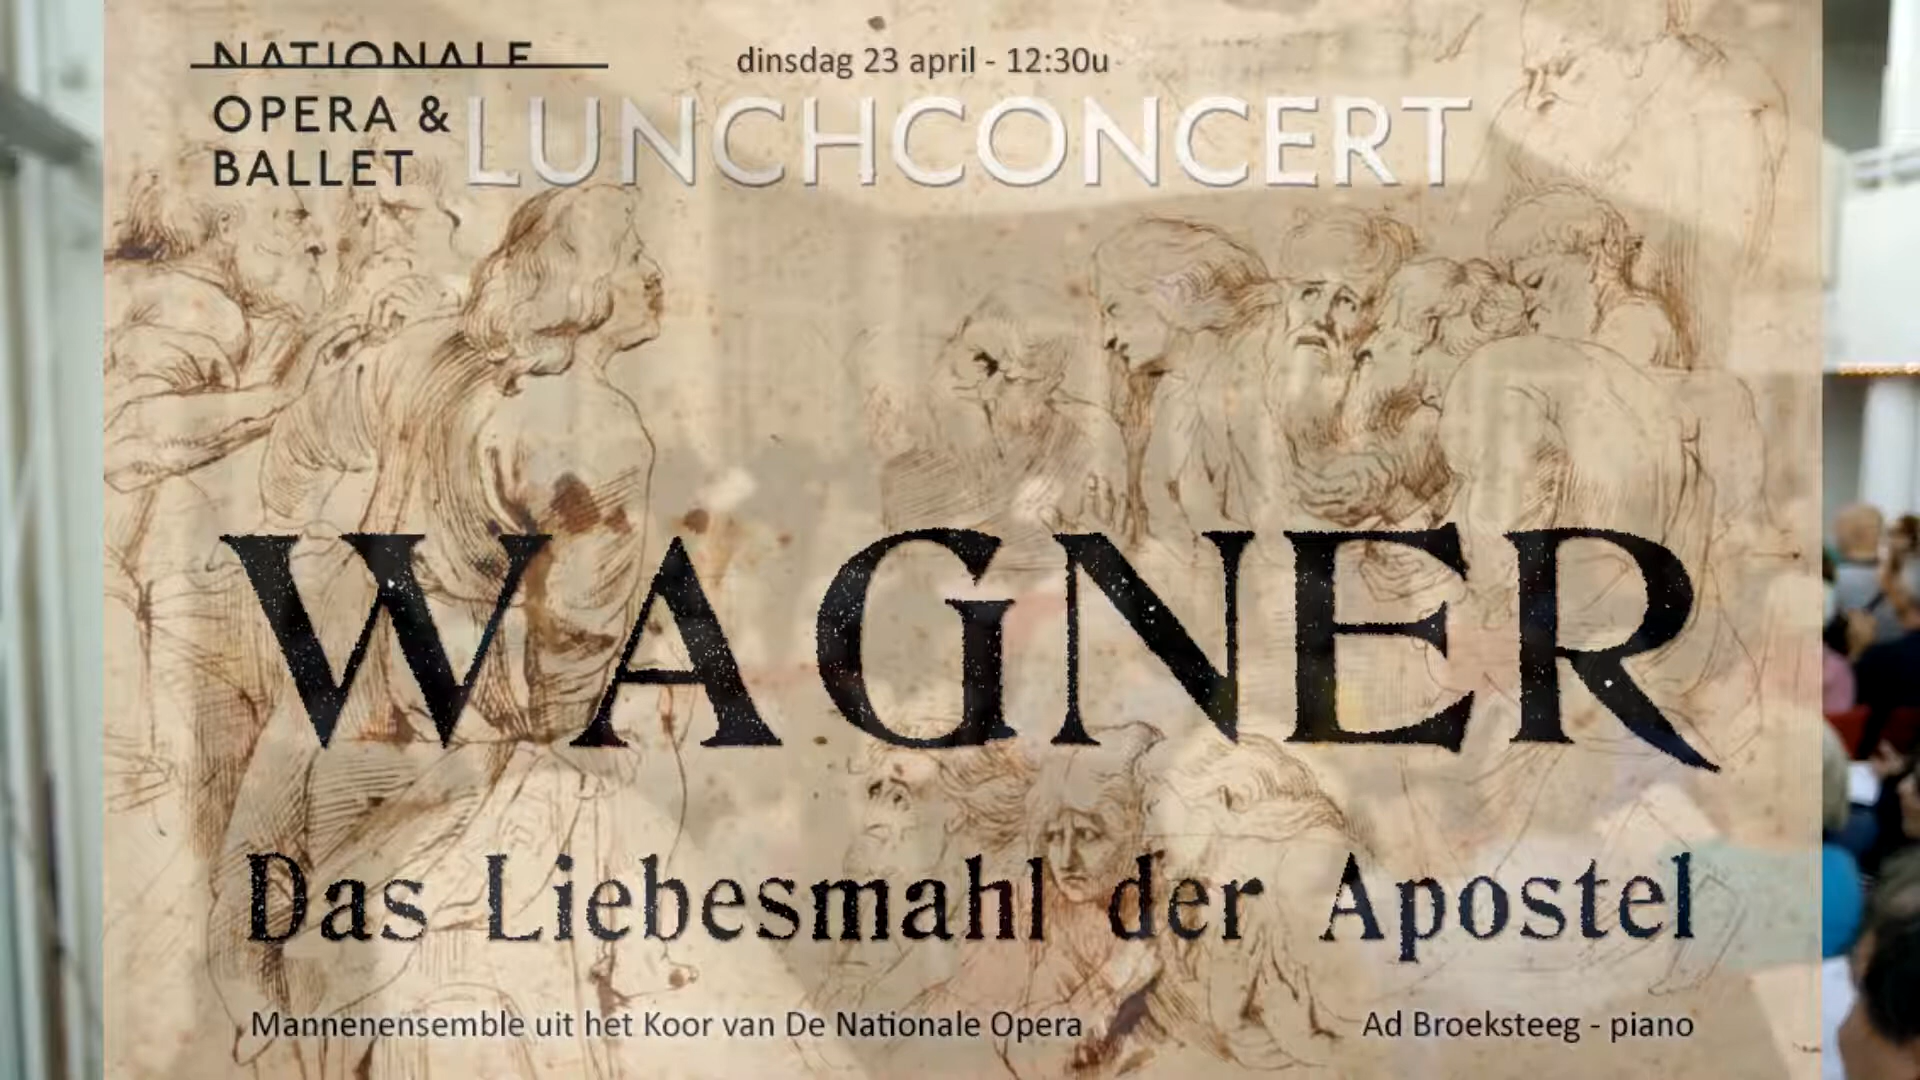 NATIONALE
OPERA &
BALLET
dinsdag 23 april - 12:30u
LUNCHCONCERT
WAGNER
Das Liebesmahl der Apostel
Mannenensemble uit het Koor van De Nationale Opera
Ad Broeksteeg - piano